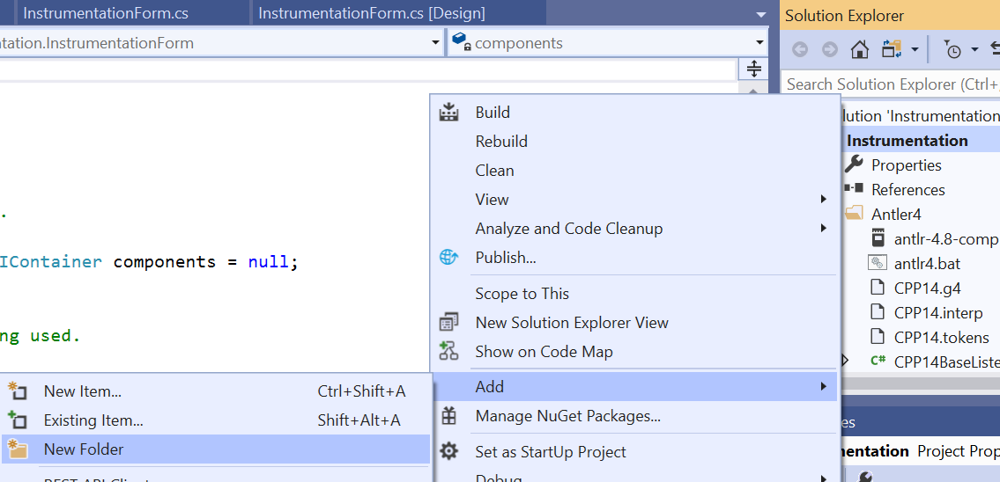 InstrumentationForm.cs
InstrumentationForm.cs [Design]
Solution Explorer
ntation.InstrumentationForm
components
Search Solution Explorer (Ctrl+
lution 'Instrumentation
Instrumentation
Properties
References
Antler4
antlr-4.8-comp
antlr4.bat
CPP14.g4
CPP14.interp
CPP14.tokens
C# CPP14BaseListe
.
IContainer components = null;
ng used.
Build
Rebuild
Clean
View
Analyze and Code Cleanup
Publish...
Scope to This
New Solution Explorer View
Show on Code Map
Add
Manage NuGet Packages...
Set as StartUp Project
Debug
New Item... Ctrl+Shift+A
Existing Item... Shift+Alt+A
New Folder
REST API Client
es
nentation Project Prop